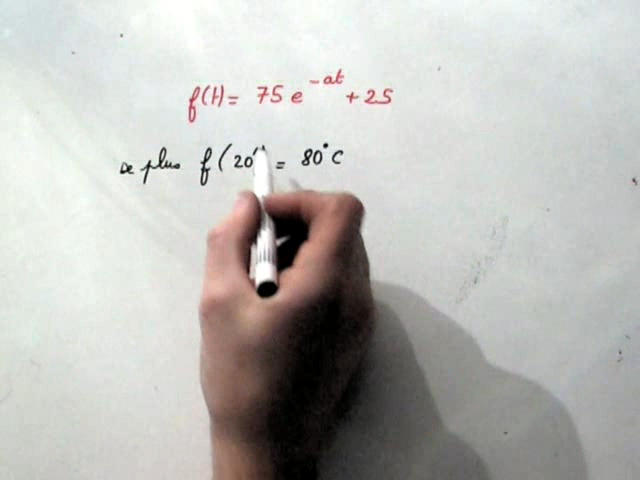 f(t) = 75 e^{-at} + 25
De plus f(20') = 80°C